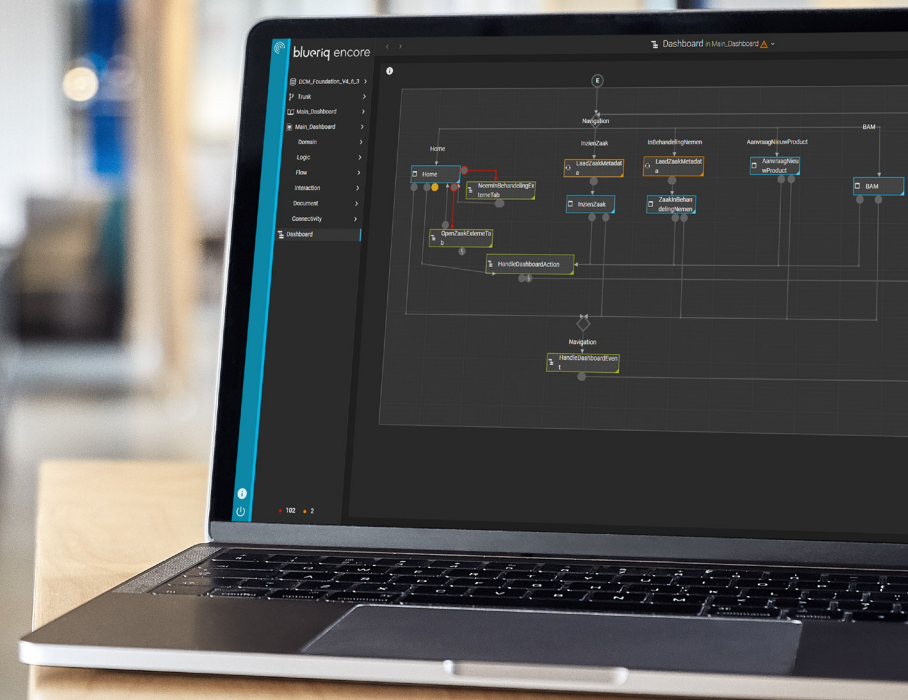 blueriq encore
Dashboard in Main_Dashboard
DCM_Foundation_V4_6_3
Trunk
Main_Dashboard
Main_Dashboard
Domain
Logic
Flow
Interaction
Document
Connectivity
Dashboard
102 2
E
Navigation
BAM
Home
InzienZaak
InBehandelingNemen
AanvraagNieuwProduct
Home
LaadZaakMetadat
a
LaadZaakMetadat
a
AanvraagNieu
wProduct
NeemInBehandelingEx
terneTab
BAM
InzienZaak
ZaakInBehan
delingNemen
OpenZaakExterneTa
b
HandleDashboardAction
Navigation
HandleDashboardEven
t